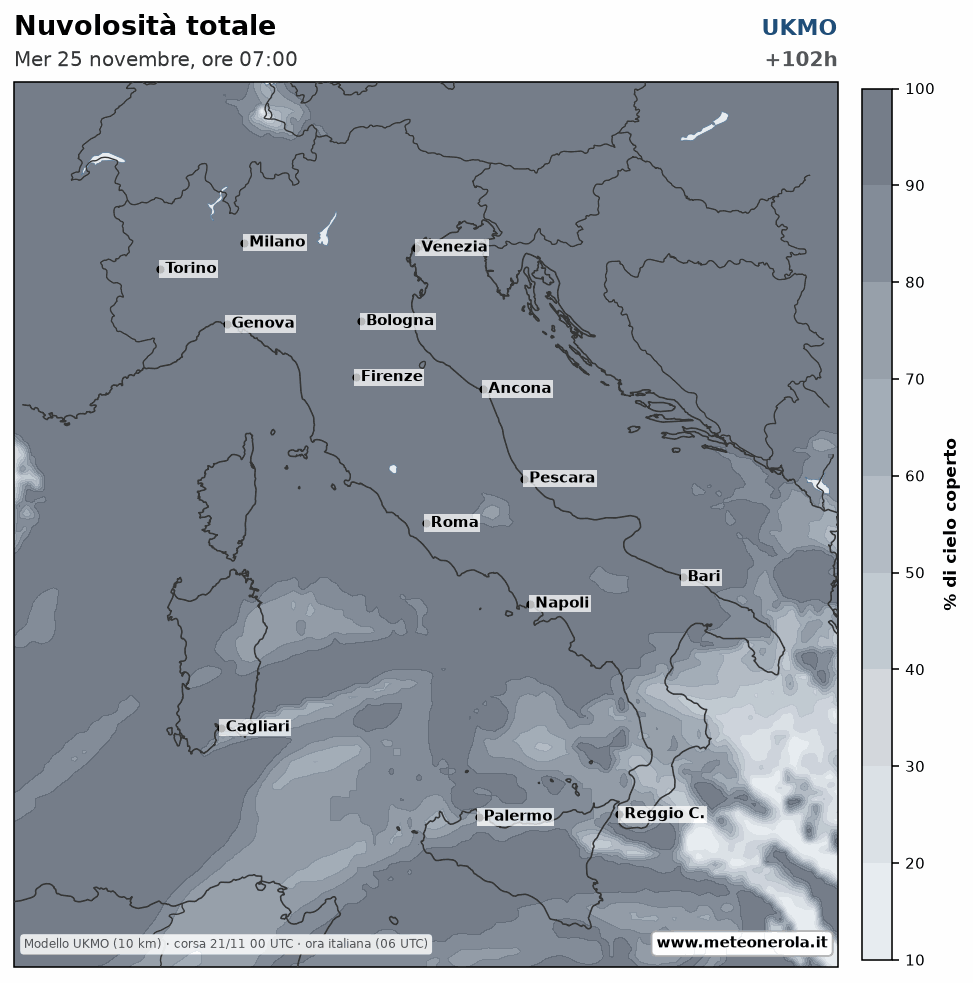 Nuvolosità totale
UKMO
Mer 25 novembre, ore 07:00
+102h
100
90
80
70
60
50
40
30
20
10
% di cielo coperto
Milano
Venezia
Torino
Genova
Bologna
Firenze
Ancona
Pescara
Roma
Bari
Napoli
Cagliari
Palermo
Reggio C.
Modello UKMO (10 km) · corsa 21/11 00 UTC · ora italiana (06 UTC)
www.meteonerola.it